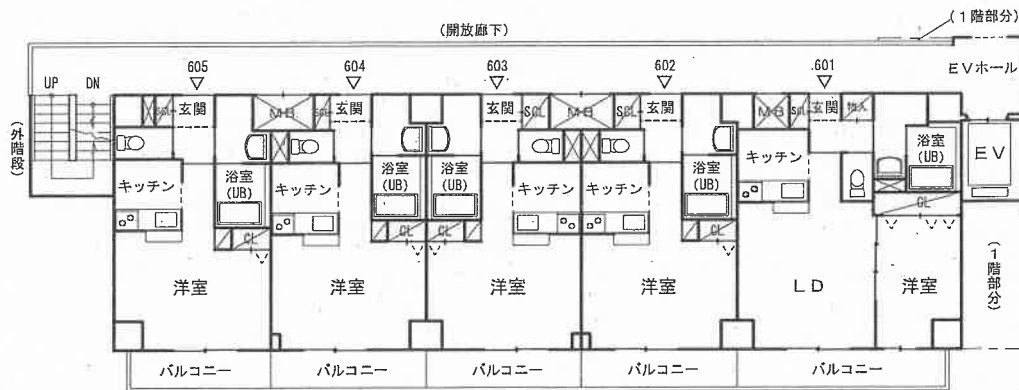 (1階部分)
(開放廊下)
EVホール
605
604
603
602
601
UP
DN
(外階段)
SCL
玄関
M・B
SCL
玄関
玄関
SCL
M・B
SCL
玄関
M・B
SCL
玄関
物入
EV
キッチン
浴室
(UB)
キッチン
浴室
(UB)
浴室
(UB)
キッチン
キッチン
浴室
(UB)
キッチン
浴室
(UB)
CL
CL
CL
CL
CL
洋室
洋室
洋室
洋室
LD
洋室
(1階部分)
バルコニー
バルコニー
バルコニー
バルコニー
バルコニー